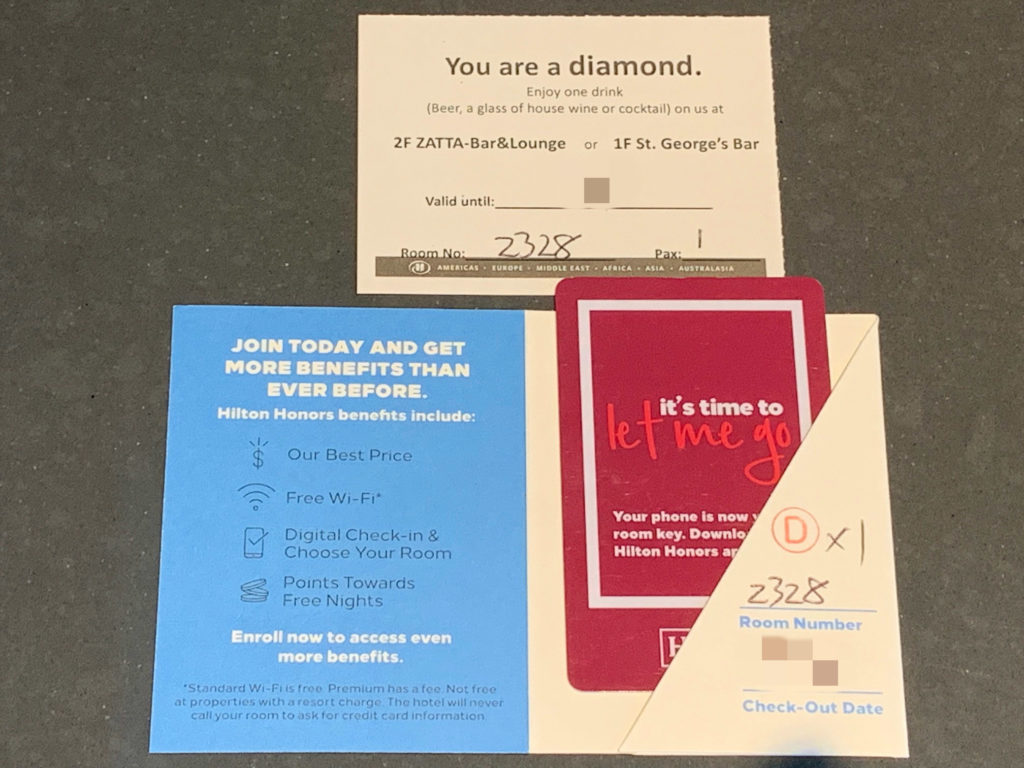 You are a diamond.
Enjoy one drink
(Beer, a glass of house wine or cocktail) on us at
2F ZATTA-Bar&Lounge or 1F St. George's Bar
Valid until:
Room No: 2328 Pax: 1
AMERICAS • EUROPE • MIDDLE EAST • AFRICA • ASIA • AUSTRALASIA
JOIN TODAY AND GET
MORE BENEFITS THAN
EVER BEFORE.
Hilton Honors benefits include:
$ Our Best Price
Free Wi-Fi*
Digital Check-in &
Choose Your Room
Points Towards
Free Nights
Enroll now to access even
more benefits.
*Standard Wi-Fi is free. Premium has a fee. Not free
at properties with a resort charge. The hotel will never
call your room to ask for credit card information.
it's time to
let me go
Your phone is now
room key.
Hilton Honors
H
D x 1
2328
Room Number
Check-Out Date